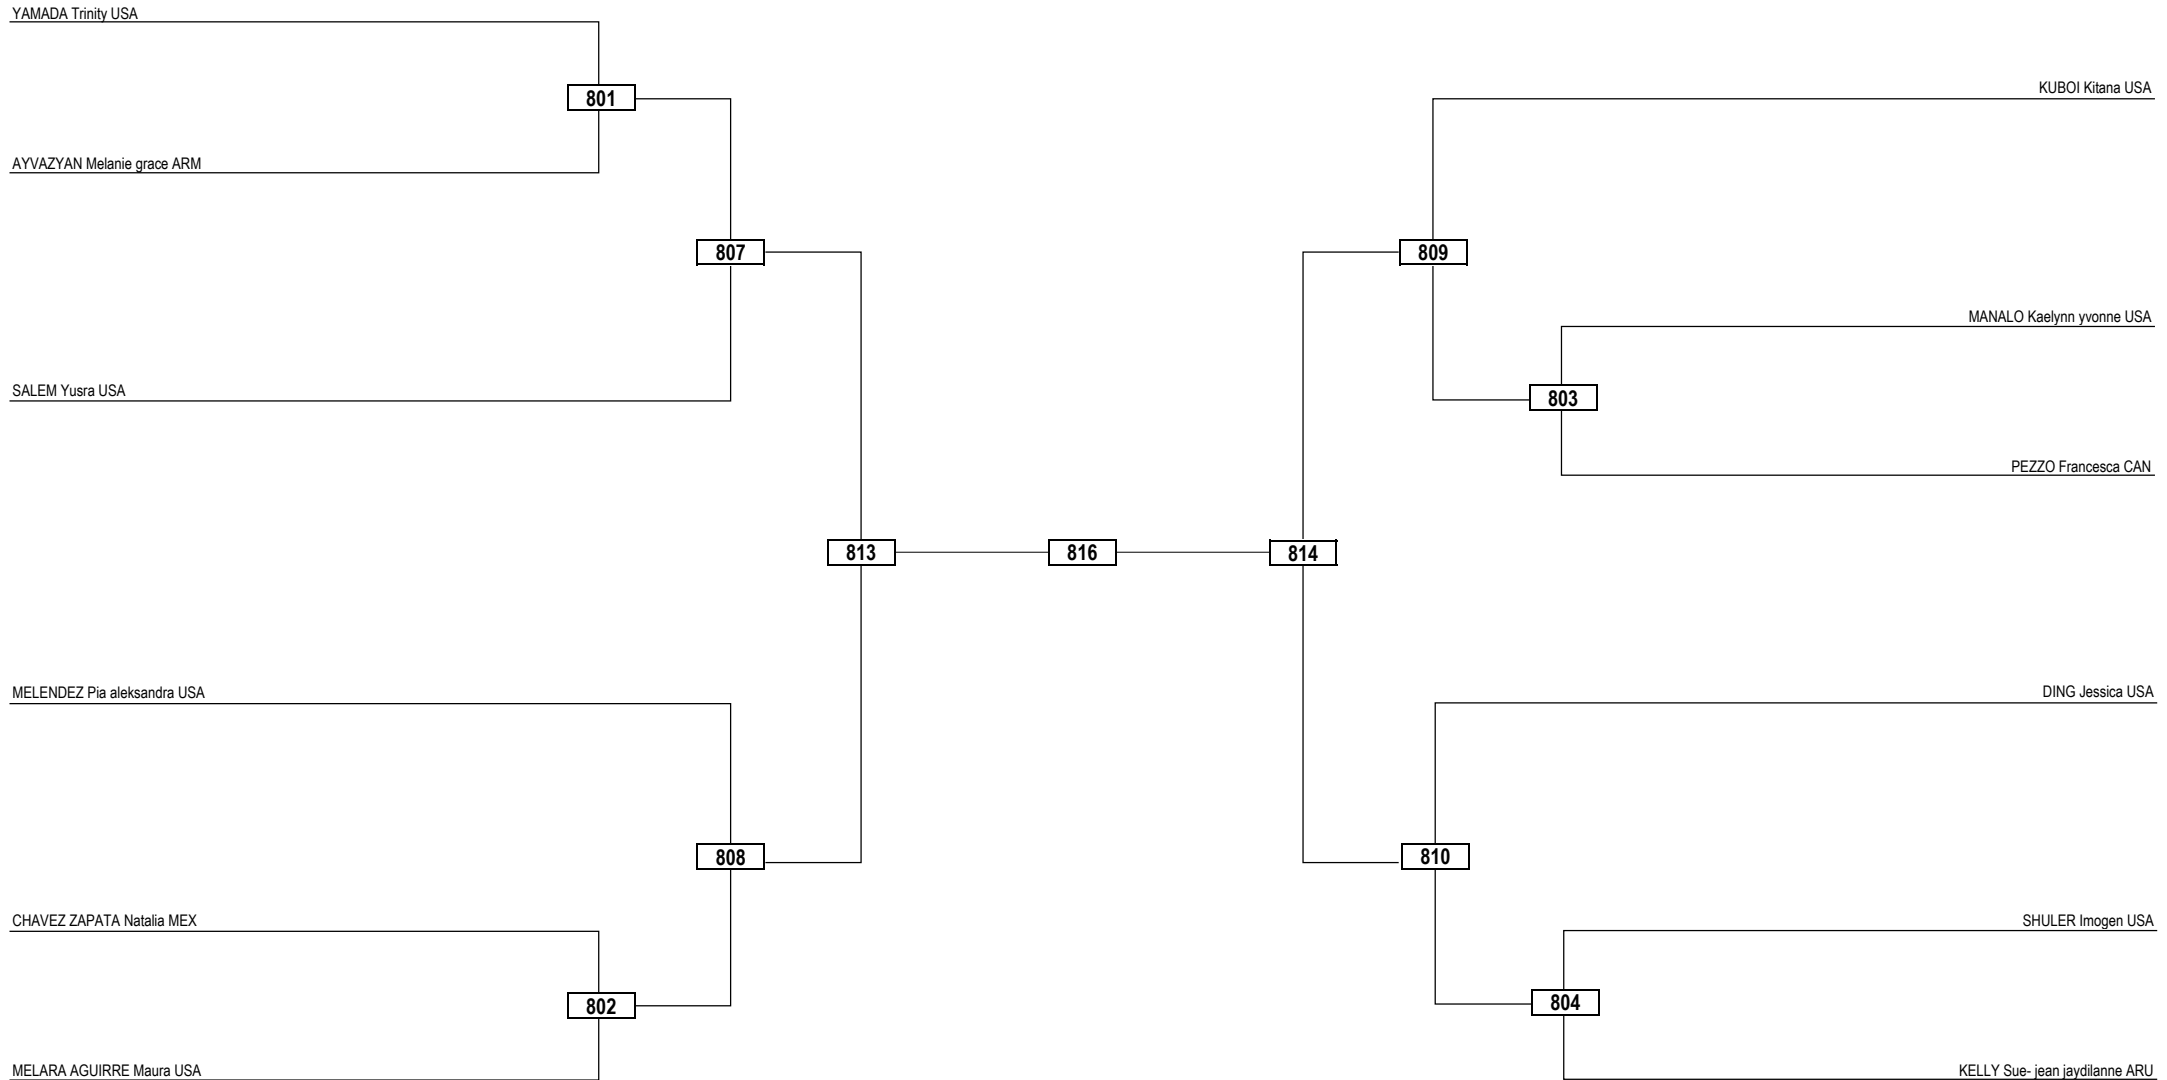 YAMADA Trinity USA
801
KUBOI Kitana USA
AYVAZYAN Melanie grace ARM
807
809
MANALO Kaelynn yvonne USA
SALEM Yusra USA
803
PEZZO Francesca CAN
813
816
814
MELENDEZ Pia aleksandra USA
DING Jessica USA
808
810
CHAVEZ ZAPATA Natalia MEX
SHULER Imogen USA
802
804
MELARA AGUIRRE Maura USA
KELLY Sue- jean jaydilanne ARU